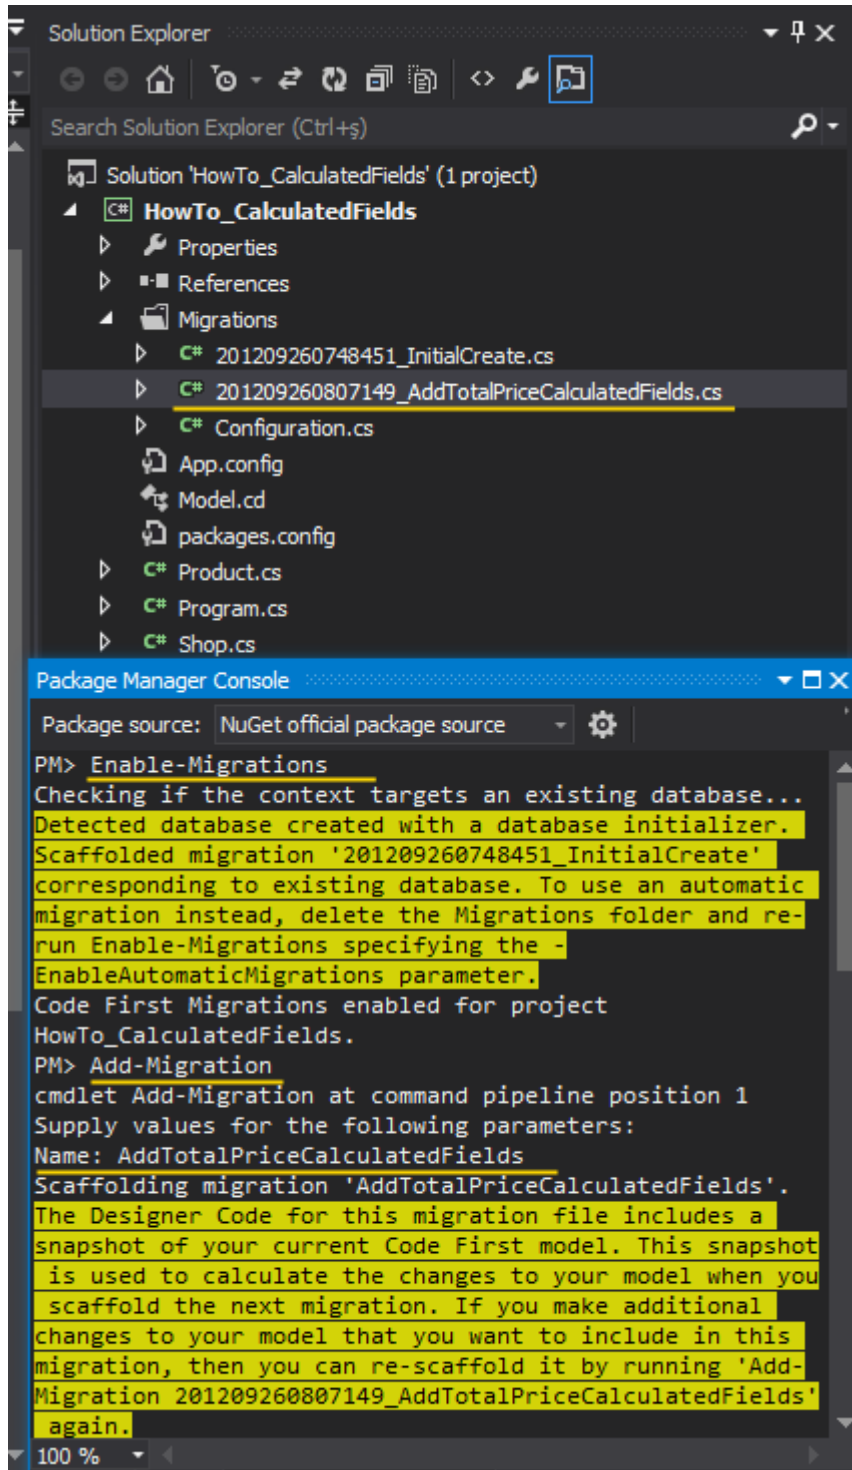 Solution Explorer
Search Solution Explorer (Ctrl+ş)
Solution 'HowTo_CalculatedFields' (1 project)
C# HowTo_CalculatedFields
Properties
References
Migrations
C# 201209260748451_InitialCreate.cs
C# 201209260807149_AddTotalPriceCalculatedFields.cs
C# Configuration.cs
App.config
Model.cd
packages.config
C# Product.cs
C# Program.cs
C# Shop.cs
Package Manager Console
Package source: NuGet official package source
PM> Enable-Migrations
Checking if the context targets an existing database...
Detected database created with a database initializer.
Scaffolded migration '201209260748451_InitialCreate'
corresponding to existing database. To use an automatic
migration instead, delete the Migrations folder and re-
run Enable-Migrations specifying the -
EnableAutomaticMigrations parameter.
Code First Migrations enabled for project
HowTo_CalculatedFields.
PM> Add-Migration
cmdlet Add-Migration at command pipeline position 1
Supply values for the following parameters:
Name: AddTotalPriceCalculatedFields
Scaffolding migration 'AddTotalPriceCalculatedFields'.
The Designer Code for this migration file includes a
snapshot of your current Code First model. This snapshot
is used to calculate the changes to your model when you
scaffold the next migration. If you make additional
changes to your model that you want to include in this
migration, then you can re-scaffold it by running 'Add-
Migration 201209260807149_AddTotalPriceCalculatedFields'
again.
100 %